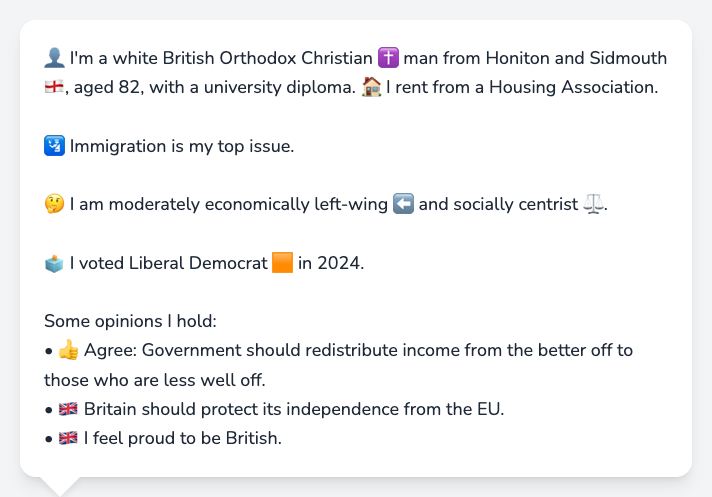 👤 I'm a white British Orthodox Christian ✝️ man from Honiton and Sidmouth
🏴󠁧󠁢󠁥󠁮󠁧󠁿, aged 82, with a university diploma. 🏠 I rent from a Housing Association.
🛂 Immigration is my top issue.
🤔 I am moderately economically left-wing ⬅️ and socially centrist ⚖️.
🗳️ I voted Liberal Democrat 🟧 in 2024.
Some opinions I hold:
• 👍 Agree: Government should redistribute income from the better off to
those who are less well off.
• 🇬🇧 Britain should protect its independence from the EU.
• 🇬🇧 I feel proud to be British.